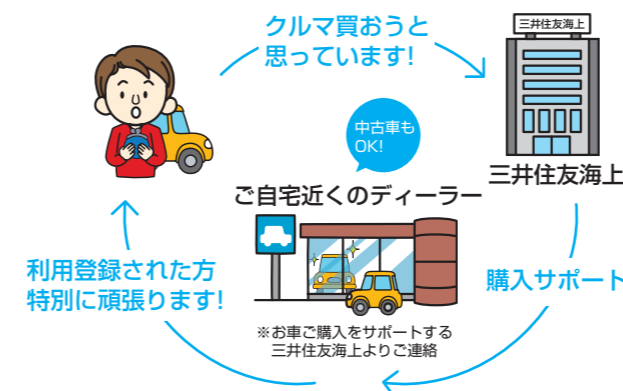 クルマ買おうと
思っています!
三井住友海上
三井住友海上
中古車も
OK!
ご自宅近くのディーラー
購入サポート
利用登録された方
特別に頑張ります!
※お車ご購入をサポートする
三井住友海上よりご連絡